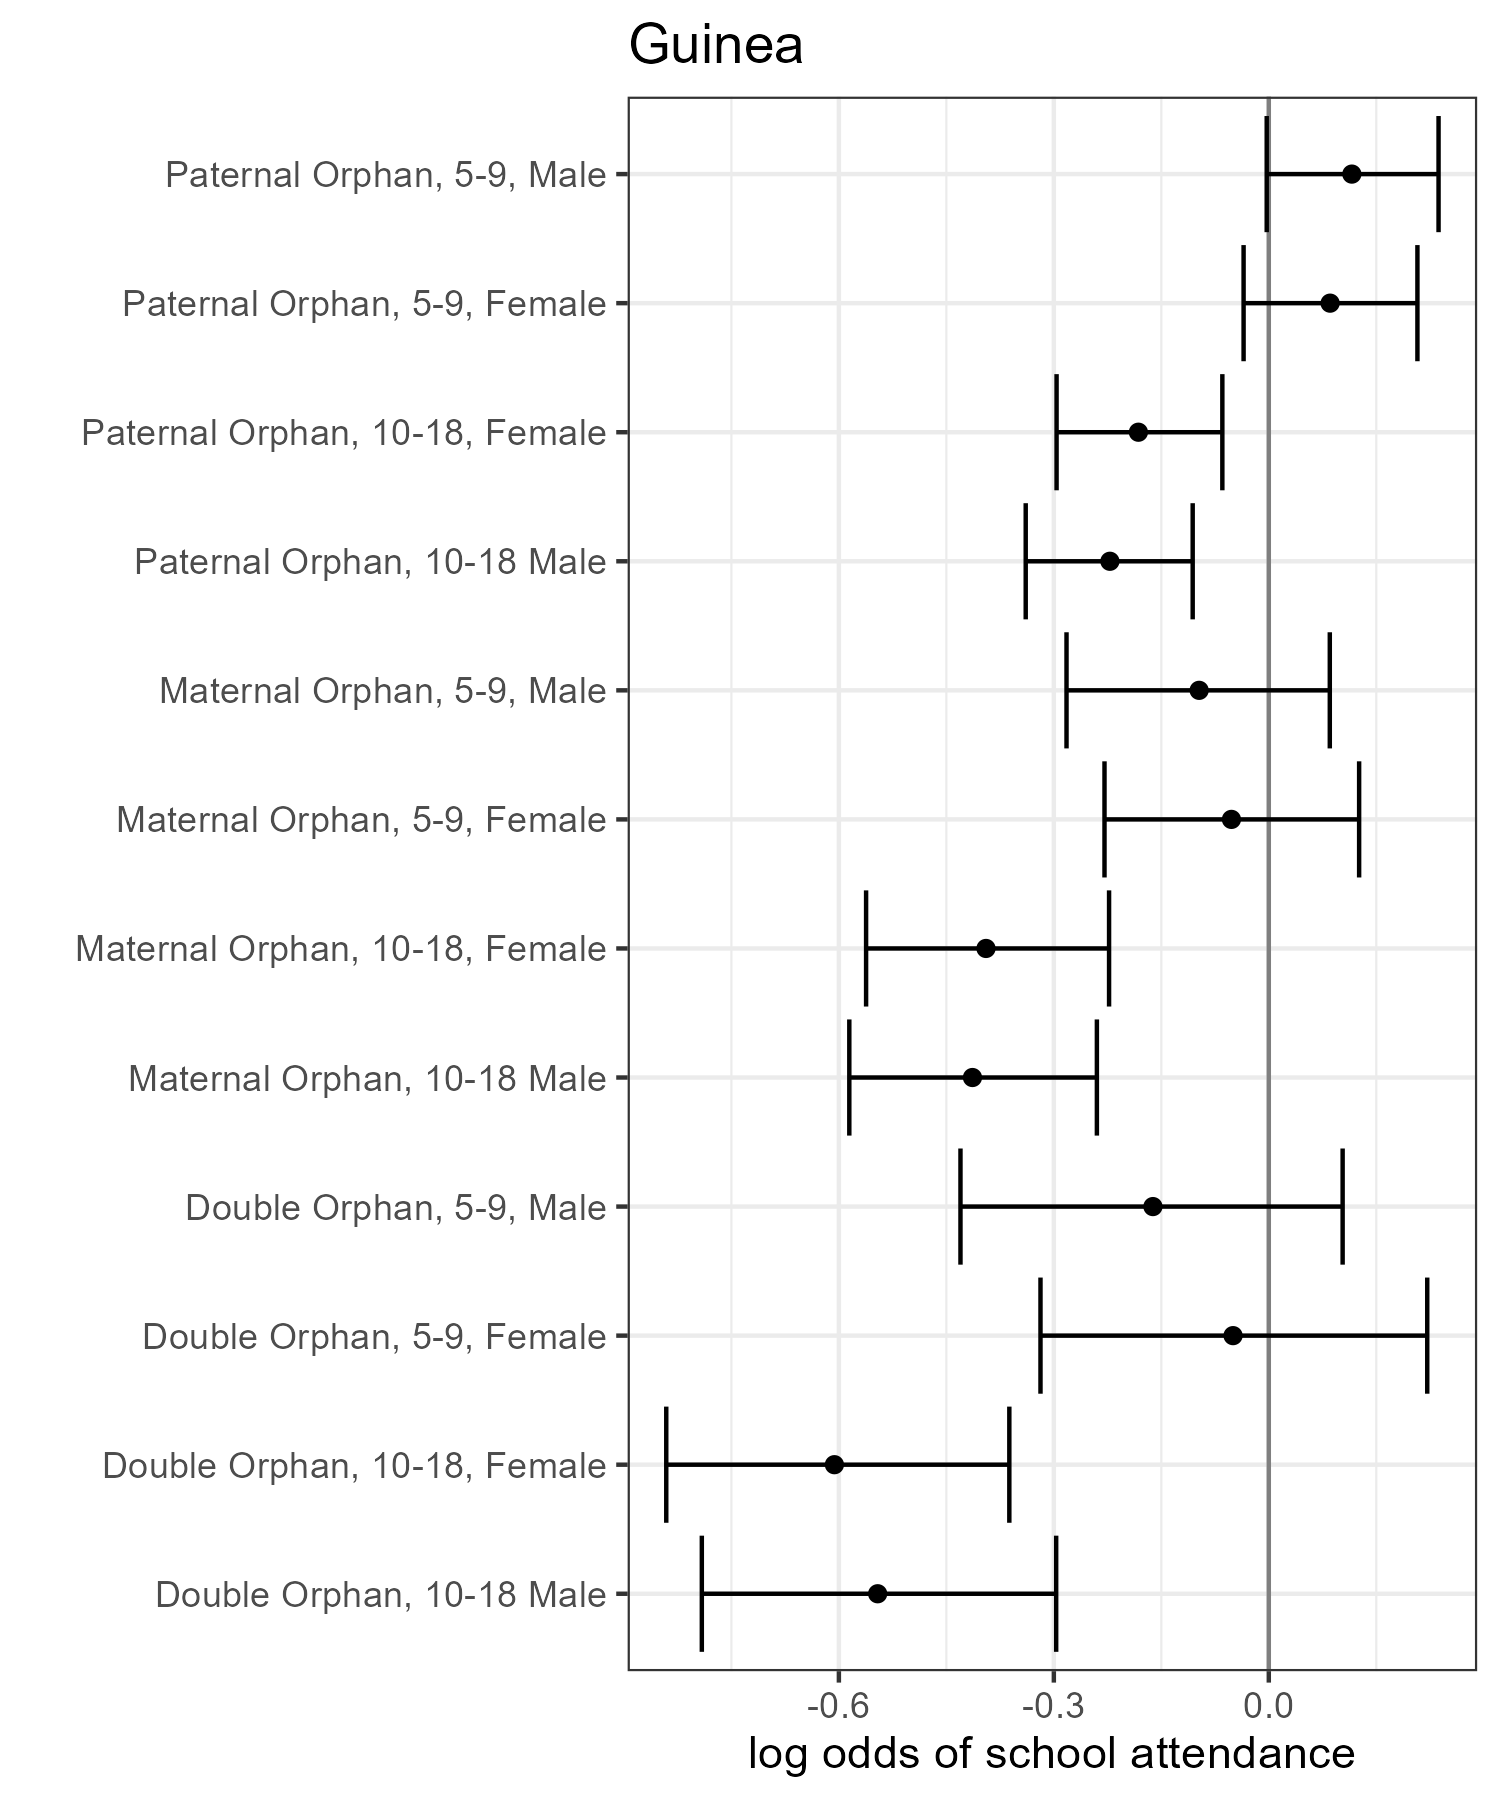 Guinea
Paternal Orphan, 5-9, Male
Paternal Orphan, 5-9, Female
Paternal Orphan, 10-18, Female
Paternal Orphan, 10-18 Male
Maternal Orphan, 5-9, Male
Maternal Orphan, 5-9, Female
Maternal Orphan, 10-18, Female
Maternal Orphan, 10-18 Male
Double Orphan, 5-9, Male
Double Orphan, 5-9, Female
Double Orphan, 10-18, Female
Double Orphan, 10-18 Male
-0.6 -0.3 0.0
log odds of school attendance